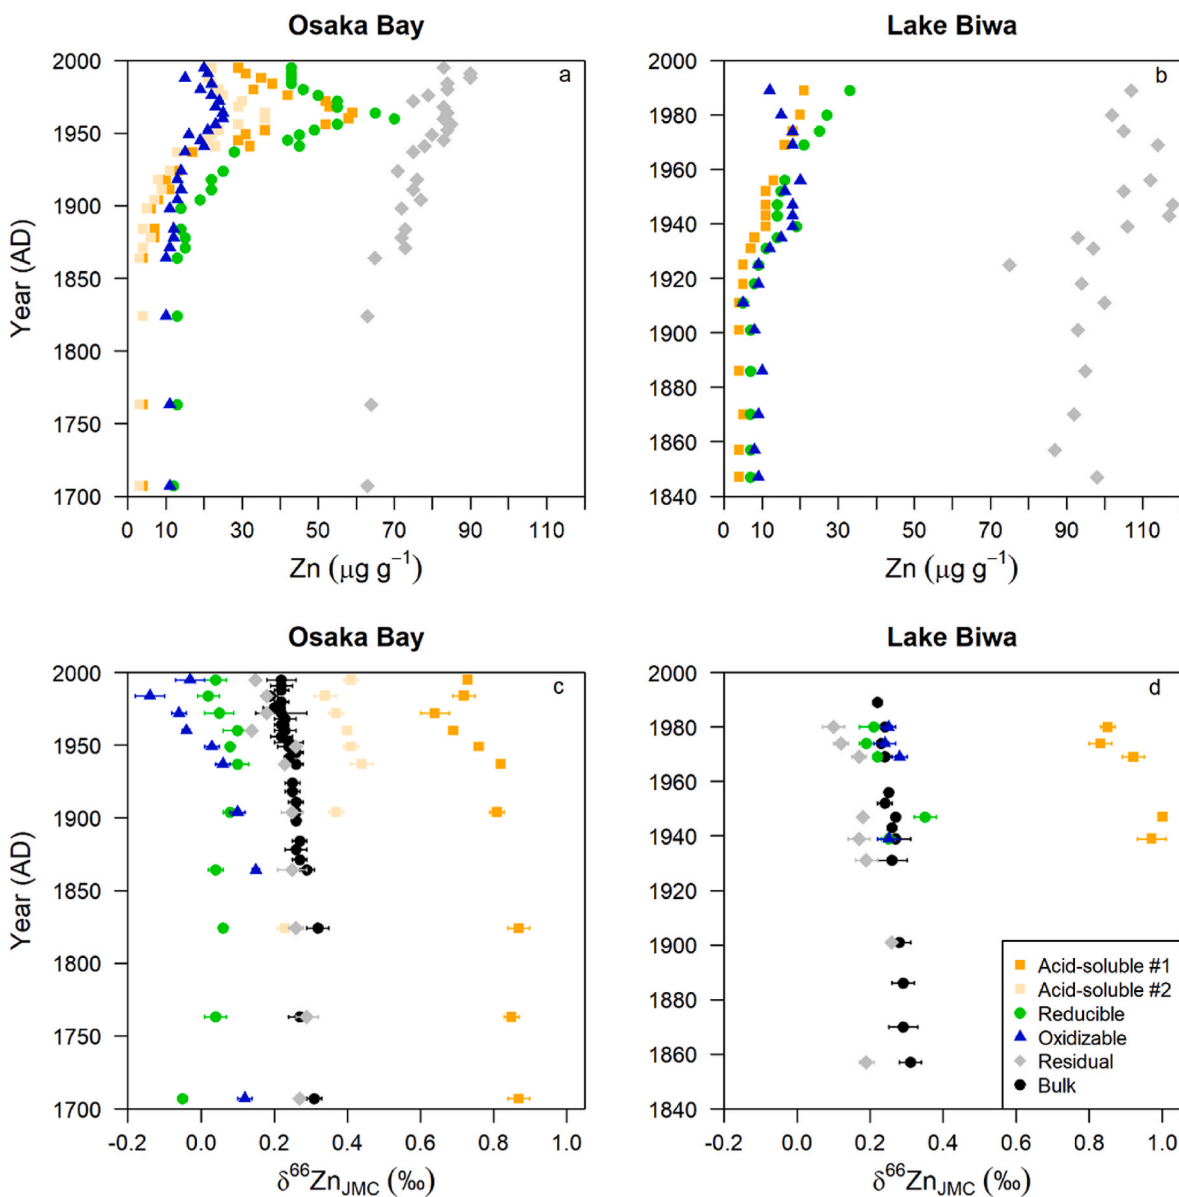 Osaka Bay
Lake Biwa
a
b
2000
1950
1900
1850
1800
1750
1700
Year (AD)
2000
1980
1960
1940
1920
1900
1880
1860
1840
0 10 30 50 70 90 110
0 10 30 50 70 90 110
Zn (μg g⁻¹)
Zn (μg g⁻¹)
Osaka Bay
Lake Biwa
c
d
2000
1950
1900
1850
1800
1750
1700
Year (AD)
2000
1980
1960
1940
1920
1900
1880
1860
1840
Acid-soluble #1
Acid-soluble #2
Reducible
Oxidizable
Residual
Bulk
-0.2 0.0 0.2 0.4 0.6 0.8 1.0
-0.2 0.0 0.2 0.4 0.6 0.8 1.0
δ⁶⁶Zn_JMC (‰)
δ⁶⁶Zn_JMC (‰)